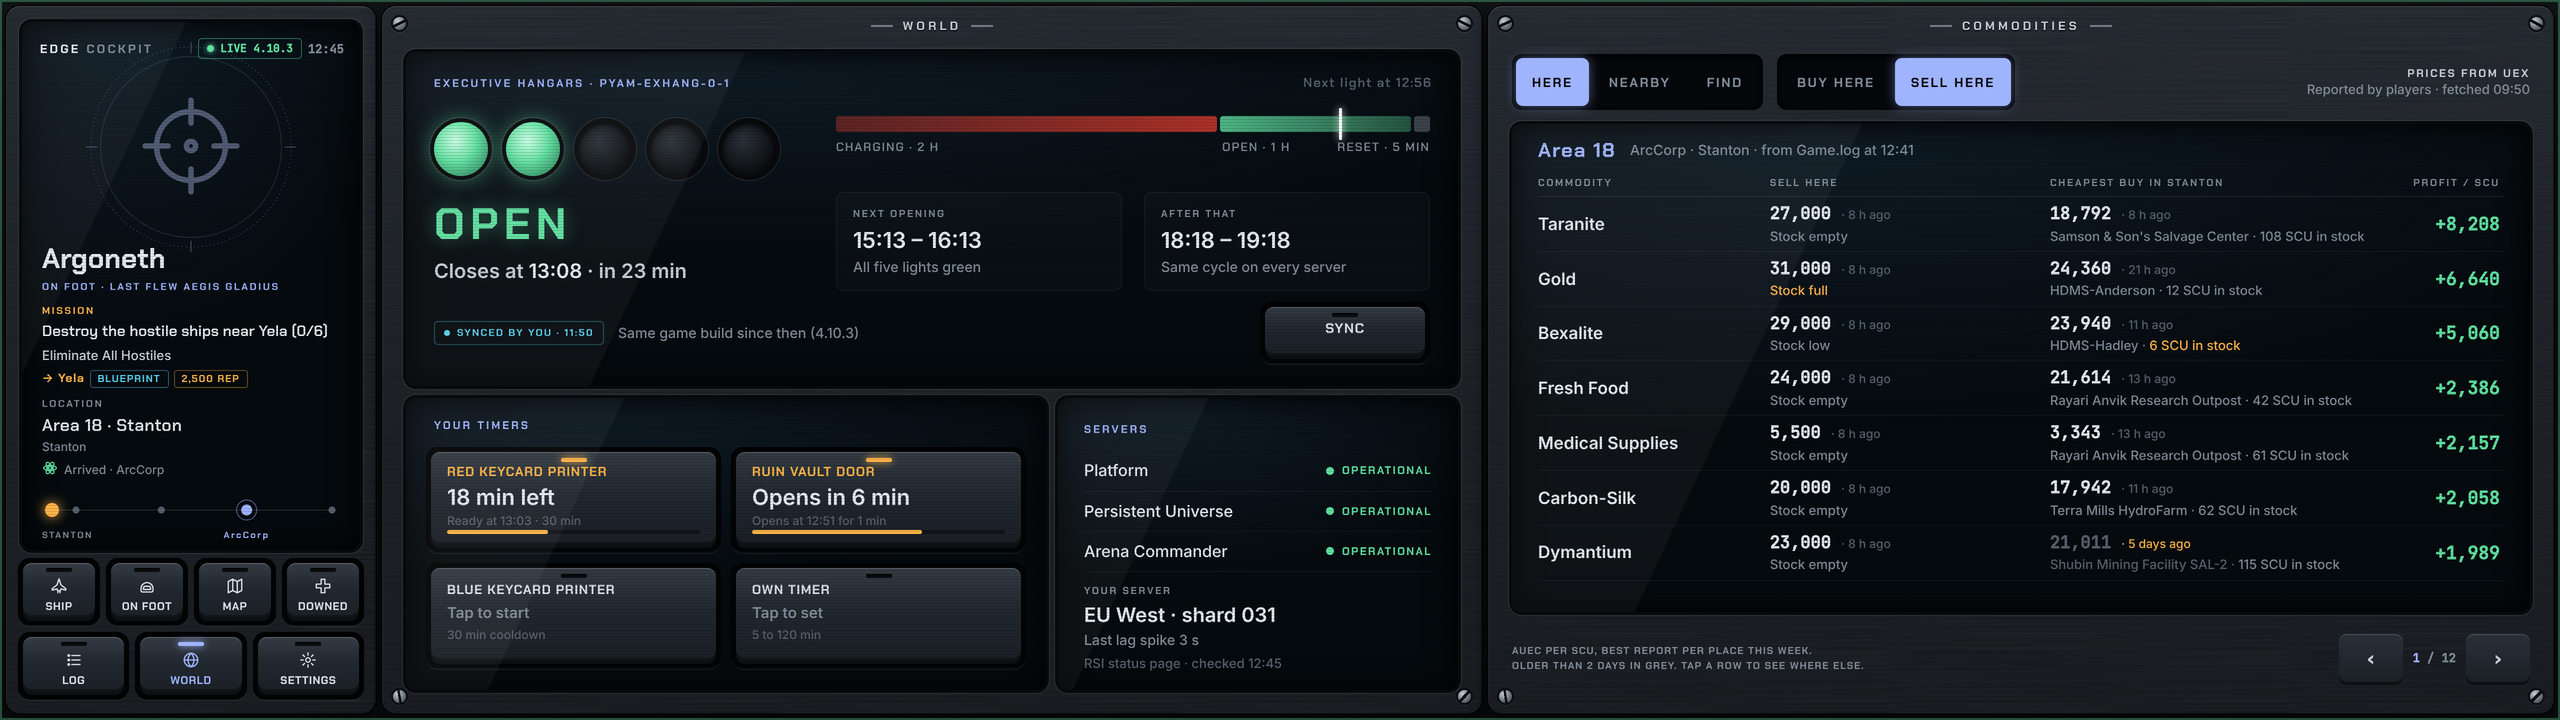 EDGE COCKPIT
LIVE 4.10.3
12:45
Argoneth
ON FOOT · LAST FLEW AEGIS GLADIUS
MISSION
Destroy the hostile ships near Yela (0/6)
Eliminate All Hostiles
→ Yela BLUEPRINT 2,500 REP
LOCATION
Area 18 · Stanton
Stanton
Arrived · ArcCorp
STANTON ArcCorp
SHIP ON FOOT MAP DOWNED
LOG WORLD SETTINGS
WORLD
EXECUTIVE HANGARS · PYAM-EXHANG-0-1
Next light at 12:56
CHARGING · 2 H OPEN · 1 H RESET · 5 MIN
OPEN
Closes at 13:08 · in 23 min
NEXT OPENING
15:13 – 16:13
All five lights green
AFTER THAT
18:18 – 19:18
Same cycle on every server
SYNCED BY YOU · 11:50 Same game build since then (4.10.3)
SYNC
YOUR TIMERS
RED KEYCARD PRINTER
18 min left
Ready at 13:03 · 30 min
RUIN VAULT DOOR
Opens in 6 min
Opens at 12:51 for 1 min
BLUE KEYCARD PRINTER
Tap to start
30 min cooldown
OWN TIMER
Tap to set
5 to 120 min
SERVERS
Platform OPERATIONAL
Persistent Universe OPERATIONAL
Arena Commander OPERATIONAL
YOUR SERVER
EU West · shard 031
Last lag spike 3 s
RSI status page · checked 12:45
COMMODITIES
HERE NEARBY FIND BUY HERE SELL HERE
PRICES FROM UEX
Reported by players · fetched 09:50
Area 18 ArcCorp · Stanton · from Game.log at 12:41
COMMODITY SELL HERE CHEAPEST BUY IN STANTON PROFIT / SCU
Taranite 27,000 · 8 h ago 18,792 · 8 h ago +8,208
Stock empty Samson & Son's Salvage Center · 108 SCU in stock
Gold 31,000 · 8 h ago 24,360 · 21 h ago +6,640
Stock full HDMS-Anderson · 12 SCU in stock
Bexalite 29,000 · 8 h ago 23,940 · 11 h ago +5,060
Stock low HDMS-Hadley · 6 SCU in stock
Fresh Food 24,000 · 8 h ago 21,614 · 13 h ago +2,386
Stock empty Rayari Anvik Research Outpost · 42 SCU in stock
Medical Supplies 5,500 · 8 h ago 3,343 · 13 h ago +2,157
Stock empty Rayari Anvik Research Outpost · 61 SCU in stock
Carbon-Silk 20,000 · 8 h ago 17,942 · 11 h ago +2,058
Stock empty Terra Mills HydroFarm · 62 SCU in stock
Dymantium 23,000 · 8 h ago 21,011 · 5 days ago +1,989
Stock empty Shubin Mining Facility SAL-2 · 115 SCU in stock
AUEC PER SCU, BEST REPORT PER PLACE THIS WEEK.
OLDER THAN 2 DAYS IN GREY. TAP A ROW TO SEE WHERE ELSE.
‹ 1 / 12 ›